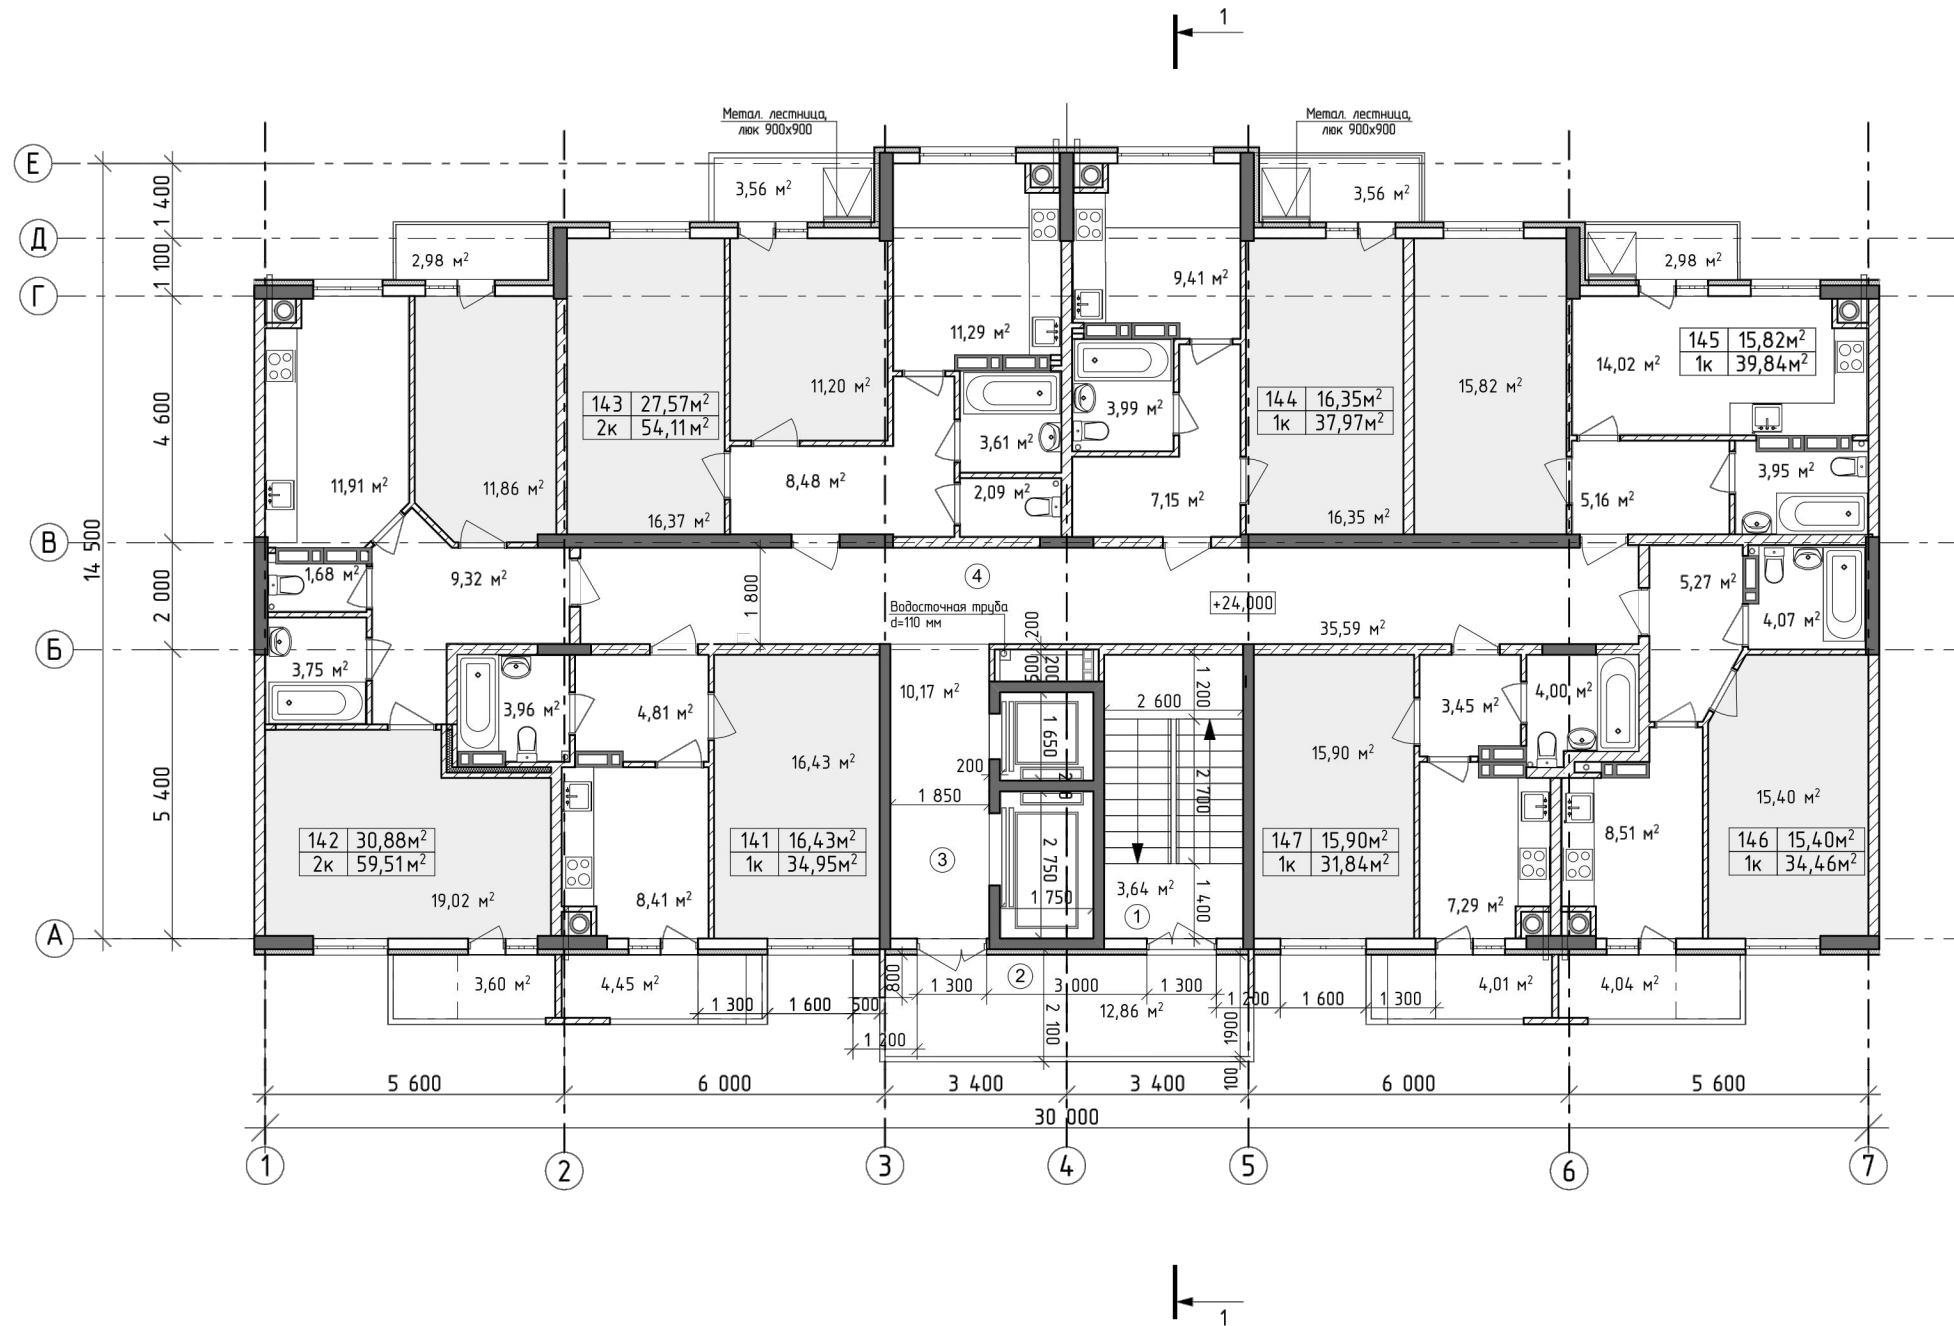 1
Метал. лестница,
люк 900х900
Метал. лестница,
люк 900х900
Е
Д
Г
В
Б
А
14 500
1 400
1 100
4 600
2 000
5 400
3,56 м²
3,56 м²
2,98 м²
2,98 м²
9,41 м²
11,29 м²
14,02 м²
145 15,82м²
1к 39,84м²
11,20 м²
15,82 м²
143 27,57м²
2к 54,11м²
144 16,35м²
1к 37,97м²
3,99 м²
3,61 м²
11,91 м²
11,86 м²
8,48 м²
2,09 м²
7,15 м²
5,16 м²
3,95 м²
16,37 м²
16,35 м²
1,68 м²
9,32 м²
4
1 800
Водосточная труба
d=110 мм
+24,000
5,27 м²
4,07 м²
35,59 м²
200
3,75 м²
3,96 м²
4,81 м²
10,17 м²
500
200
1 200
2 600
3,45 м²
4,00 м²
16,43 м²
1 650
200
15,90 м²
2 700
1 850
15,40 м²
142 30,88м²
2к 59,51м²
141 16,43м²
1к 34,95м²
147 15,90м²
1к 31,84м²
8,51 м²
146 15,40м²
1к 34,46м²
3
2 750
1 750
3,64 м²
1
1 400
19,02 м²
8,41 м²
7,29 м²
3,60 м²
4,45 м²
800
2
1 300
3 000
1 300
4,01 м²
4,04 м²
1 300
1 600
500
1 200
1 600
1 300
12,86 м²
2 100
1900
1 200
100
5 600
6 000
3 400
3 400
6 000
5 600
30 000
1
2
3
4
5
6
7
1